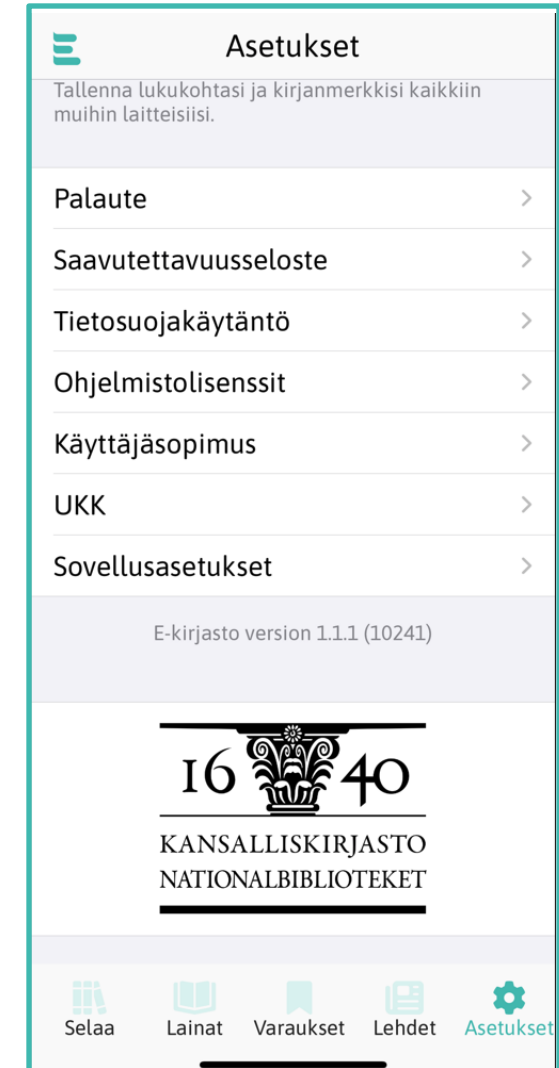 Asetukset
Tallenna lukukohtasi ja kirjanmerkkisi kaikkiin
muihin laitteisiisi.
Palaute
Saavutettavuusseloste
Tietosuojakäytäntö
Ohjelmistolisenssit
Käyttäjäsopimus
UKK
Sovellusasetukset
E-kirjasto version 1.1.1 (10241)
16 40
KANSALLISKIRJASTO
NATIONALBIBLIOTEKET
Selaa Lainat Varaukset Lehdet Asetukset